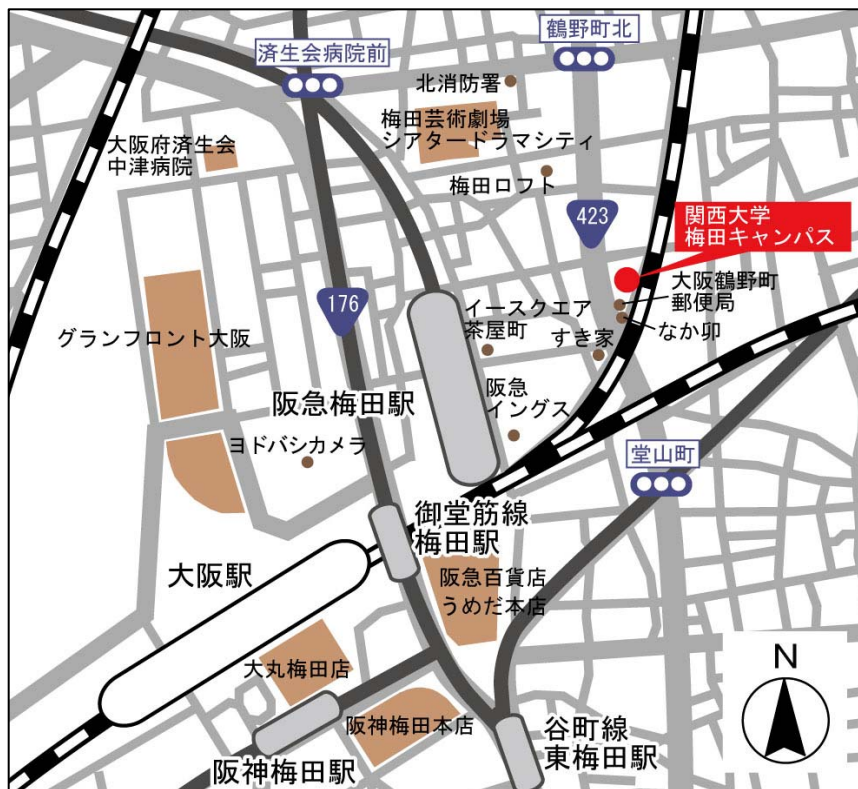 済生会病院前
鶴野町北
北消防署
梅田芸術劇場
シアタードラマシティ
大阪府済生会
中津病院
梅田ロフト
423
関西大学
梅田キャンパス
大阪鶴野町
郵便局
なか卯
176
イースクエア
茶屋町
すき家
グランフロント大阪
阪急梅田駅
阪急
イングス
ヨドバシカメラ
堂山町
御堂筋線
梅田駅
大阪駅
阪急百貨店
うめだ本店
大丸梅田店
阪神梅田本店
阪神梅田駅
谷町線
東梅田駅
N